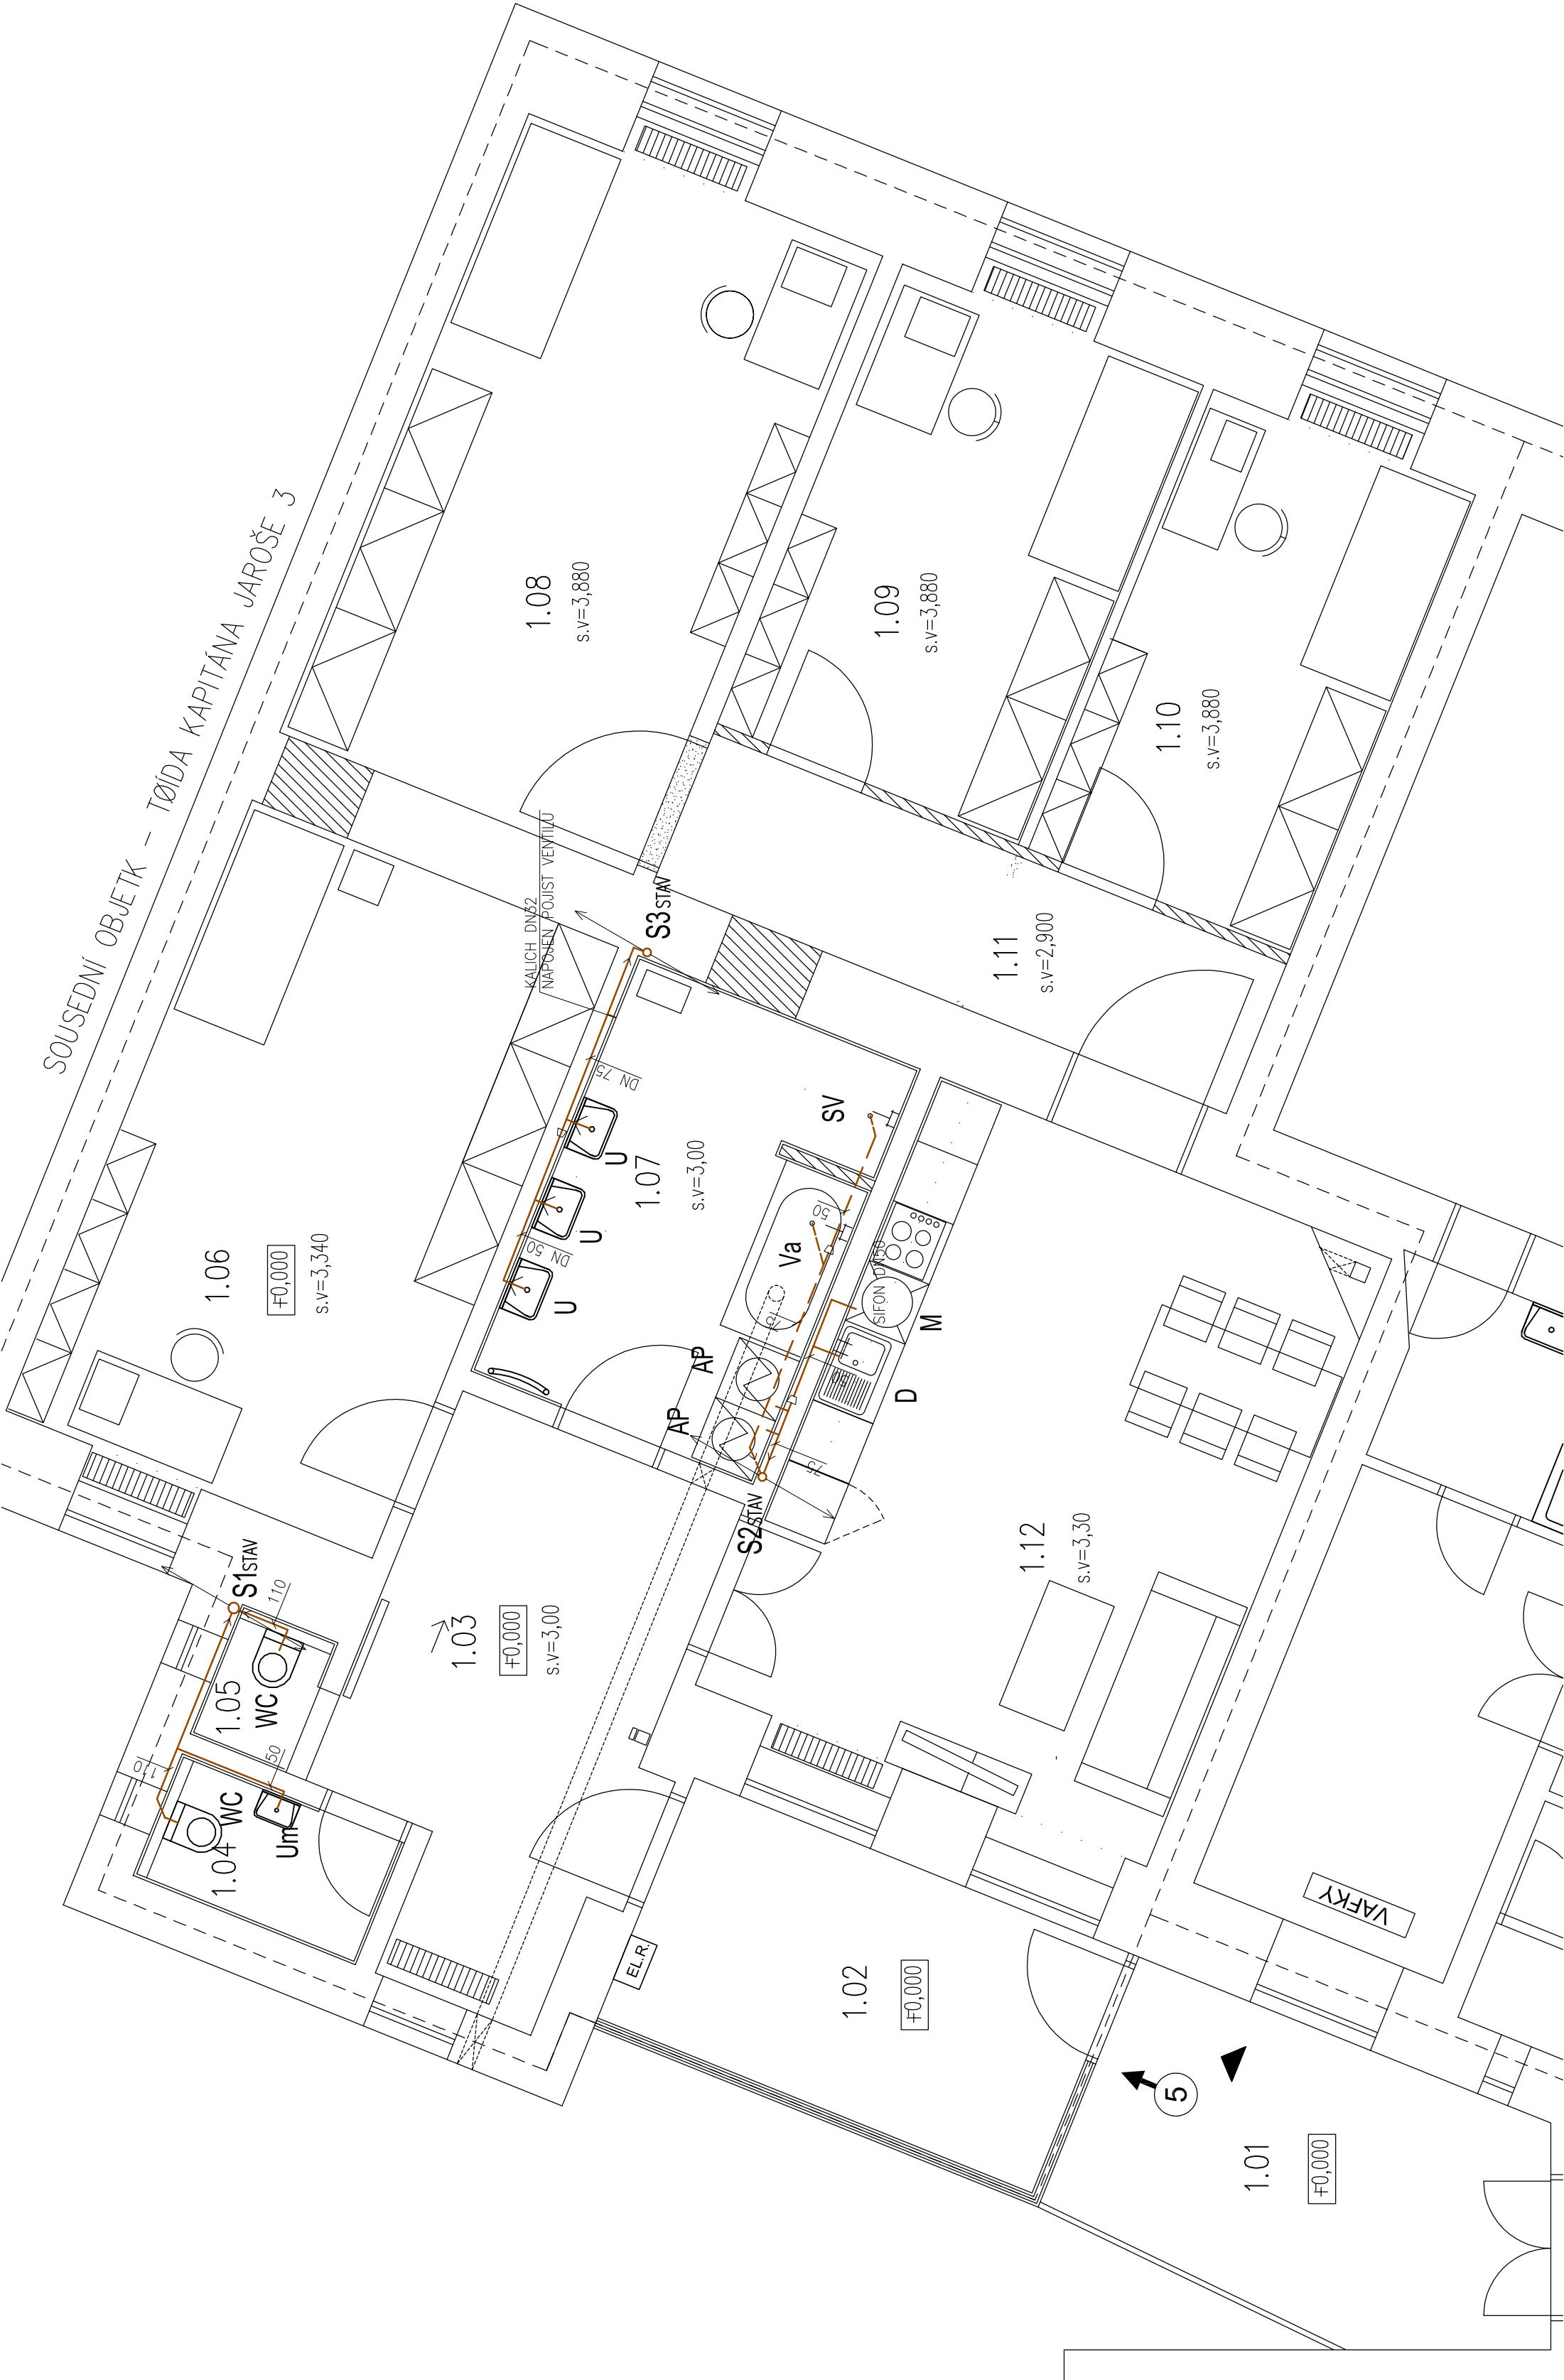 SOUSEDNÍ OBJETK - TØÍDA KAPITÁNA JAROŠE 3
1.08
s.v=3,880
1.09
s.v=3,880
1.10
s.v=3,880
KALICH DN32
NAPOJEN POJIST VENTILU
S3STAV
1.11
s.v=2,900
DN 75
U
1.07
s.v=3,00
SV
U
DN 50
U
50
Va
SIFON DN50
M
D
50
AP
AP
75
S2STAV
1.06
±0,000
s.v=3,340
S1STAV
110
1.05
WC
50
110
WC
1.04
Um
1.03
±0,000
s.v=3,00
1.12
s.v=3,30
EL.R.
1.02
±0,000
VAFKY
5
1.01
±0,000